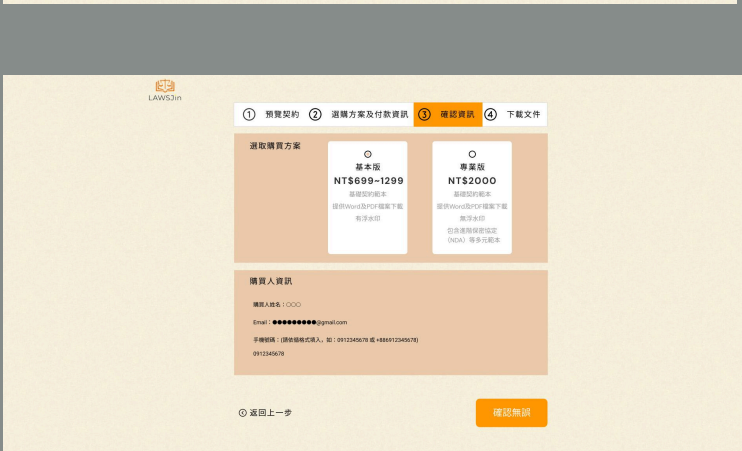 LAWSJin
① 預覽契約 ② 選購方案及付款資訊 ③ 確認資訊 ④ 下載文件
選取購買方案
基本版
NT$699~1299
基礎契約範本
提供Word及PDF檔案下載
有浮水印
專業版
NT$2000
基礎契約範本
提供Word及PDF檔案下載
無浮水印
包含進階保密協定
（NDA）等多元範本
購買人資訊
購買人姓名：○○○
Email：●●●●●●●●●@gmail.com
手機號碼：(請依循格式填入，如：0912345678 或 +886912345678)
0912345678
返回上一步
確認無誤